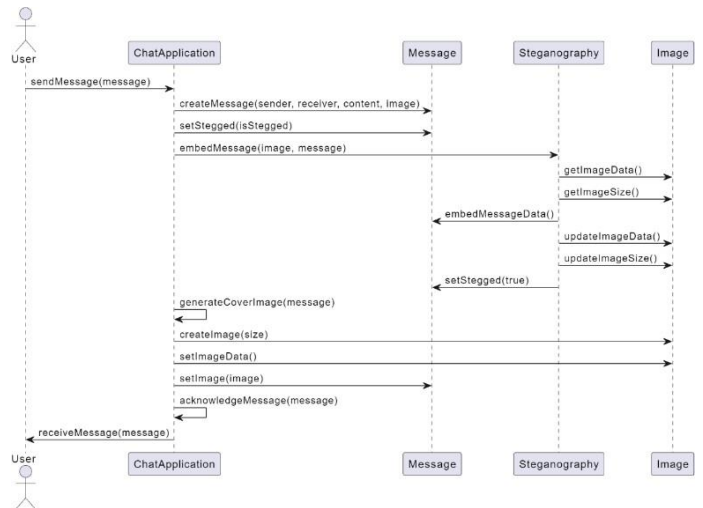 User
ChatApplication
Message
Steganography
Image
sendMessage(message)
createMessage(sender, receiver, content, image)
setStegged(isStegged)
embedMessage(image, message)
getImageData()
getImageSize()
embedMessageData()
updateImageData()
updateImageSize()
setStegged(true)
generateCoverImage(message)
createImage(size)
setImageData()
setImage(image)
acknowledgeMessage(message)
receiveMessage(message)
User
ChatApplication
Message
Steganography
Image